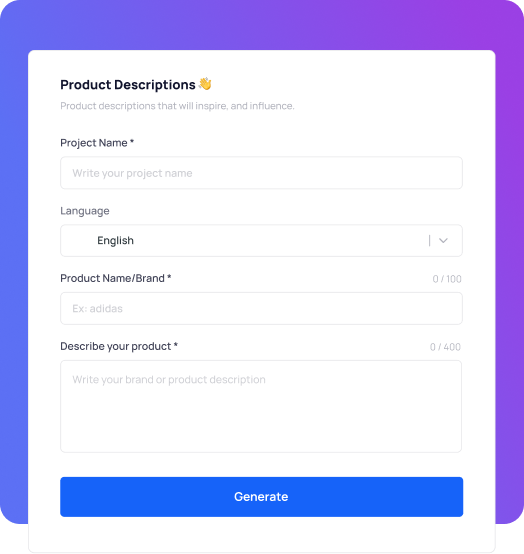 Product Descriptions 👋
Product descriptions that will inspire, and influence.
Project Name *
Write your project name
Language
English
Product Name/Brand *
0 / 100
Ex: adidas
Describe your product *
0 / 400
Write your brand or product description
Generate